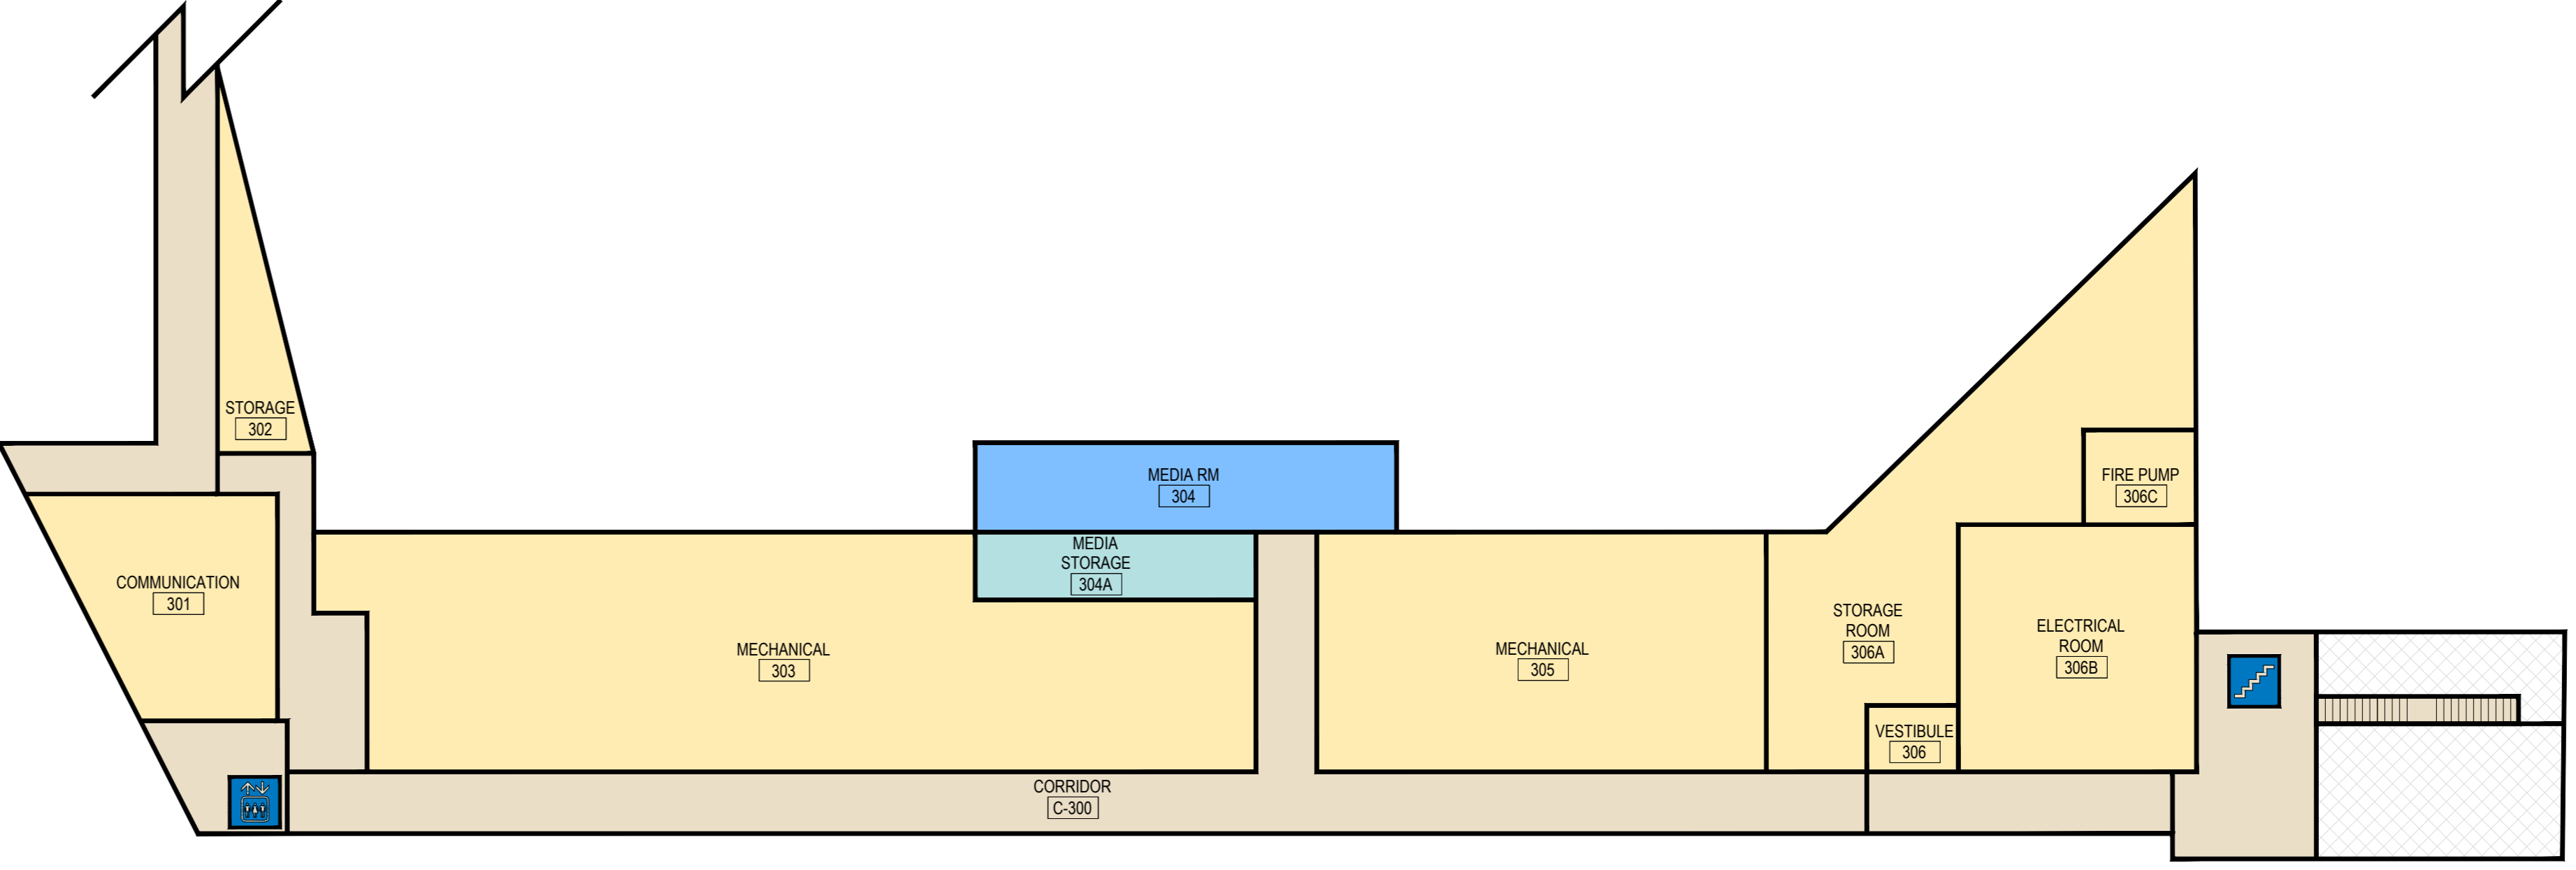 STORAGE
302
MEDIA RM
304
FIRE PUMP
306C
MEDIA
STORAGE
304A
COMMUNICATION
301
MECHANICAL
303
MECHANICAL
305
STORAGE
ROOM
306A
ELECTRICAL
ROOM
306B
VESTIBULE
306
CORRIDOR
C-300